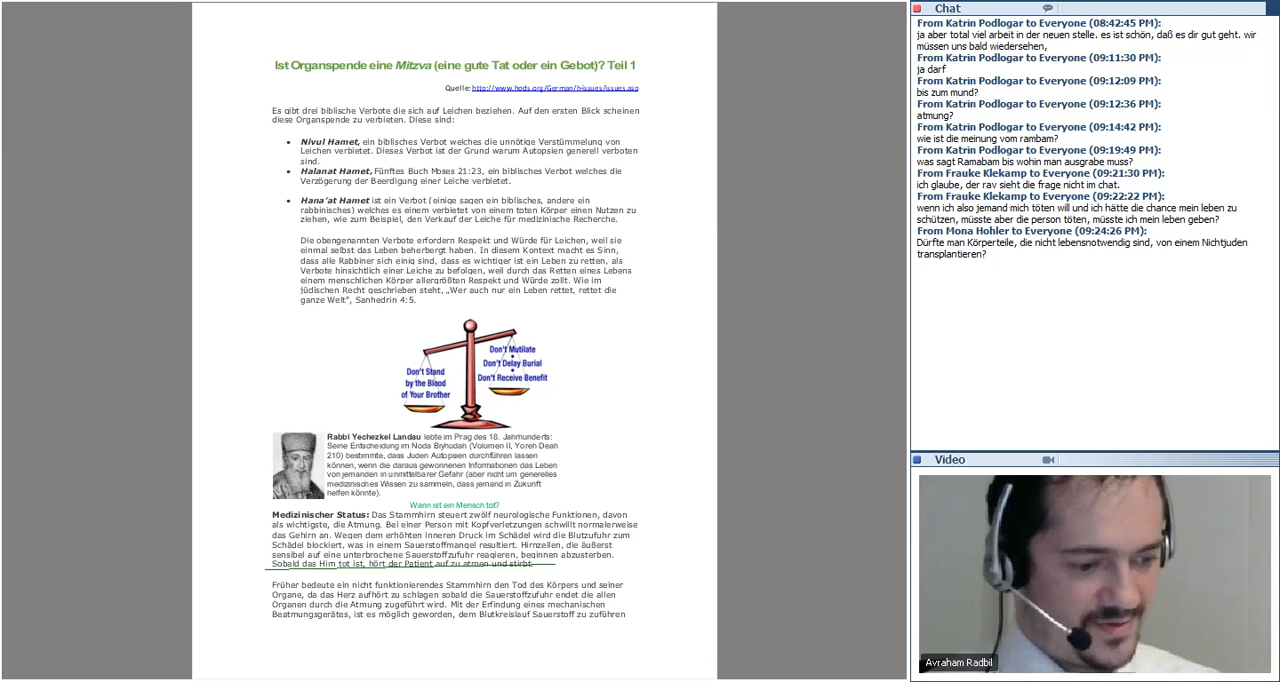 Ist Organspende eine Mitzva (eine gute Tat oder ein Gebot)? Teil 1
Quelle: http://www.hods.org/German/h-issues/issues.asp
Es gibt drei biblische Verbote die sich auf Leichen beziehen. Auf den ersten Blick scheinen
diese Organspende zu verbieten. Diese sind:
• Nivul Hamet, ein biblisches Verbot welches die unnötige Verstümmelung von
Leichen verbietet. Dieses Verbot ist der Grund warum Autopsien generell verboten
sind.
• Halanat Hamet, Fünftes Buch Moses 21:23, ein biblisches Verbot welches die
Verzögerung der Beerdigung einer Leiche verbietet.
• Hana'at Hamet ist ein Verbot (einige sagen ein biblisches, andere ein
rabbinisches) welches es einem verbietet von einem toten Körper einen Nutzen zu
ziehen, wie zum Beispiel, den Verkauf der Leiche für medizinische Recherche.
Die obengenannten Verbote erfordern Respekt und Würde für Leichen, weil sie
einmal selbst das Leben beherbergt haben. In diesem Kontext macht es Sinn,
dass alle Rabbiner sich einig sind, dass es wichtiger ist ein Leben zu retten, als
Verbote hinsichtlich einer Leiche zu befolgen, weil durch das Retten eines Lebens
einem menschlichen Körper allergrößten Respekt und Würde zollt. Wie im
jüdischen Recht geschrieben steht, „Wer auch nur ein Leben rettet, rettet die
ganze Welt", Sanhedrin 4:5.
Don't Stand
by the Blood
of Your Brother
Don't Mutilate
•
Don't Delay Burial
•
Don't Receive Benefit
Rabbi Yechezkel Landau lebte im Prag des 18. Jahrhunderts:
Seine Entscheidung im Noda Biyhudah (Volumen II, Yoreh Deah
210) bestimmte, dass Juden Autopsien durchführen lassen
können, wenn die daraus gewonnenen Informationen das Leben
von jemanden in unmittelbarer Gefahr (aber nicht um generelles
medizinisches Wissen zu sammeln, dass jemand in Zukunft
helfen könnte).
Wann ist ein Mensch tot?
Medizinischer Status: Das Stammhirn steuert zwölf neurologische Funktionen, davon
als wichtigste, die Atmung. Bei einer Person mit Kopfverletzungen schwillt normalerweise
das Gehirn an. Wegen dem erhöhten inneren Druck im Schädel wird die Blutzufuhr zum
Schädel blockiert, was in einem Sauerstoffmangel resultiert. Hirnzellen, die äußerst
sensibel auf eine unterbrochene Sauerstoffzufuhr reagieren, beginnen abzusterben.
Sobald das Hirn tot ist, hört der Patient auf zu atmen und stirbt.
Früher bedeute ein nicht funktionierendes Stammhirn den Tod des Körpers und seiner
Organe, da das Herz aufhört zu schlagen sobald die Sauerstoffzufuhr endet die allen
Organen durch die Atmung zugeführt wird. Mit der Erfindung eines mechanischen
Beatmungsgerätes, ist es möglich geworden, dem Blutkreislauf Sauerstoff zu zuführen
Chat
From Katrin Podlogar to Everyone (08:42:45 PM):
ja aber total viel arbeit in der neuen stelle. es ist schön, daß es dir gut geht. wir
müssen uns bald wiedersehen,
From Katrin Podlogar to Everyone (09:11:30 PM):
ja darf
From Katrin Podlogar to Everyone (09:12:09 PM):
bis zum mund?
From Katrin Podlogar to Everyone (09:12:36 PM):
atmung?
From Katrin Podlogar to Everyone (09:14:42 PM):
wie ist die meinung vom rambam?
From Katrin Podlogar to Everyone (09:19:49 PM):
was sagt Ramabam bis wohin man ausgrabe muss?
From Frauke Klekamp to Everyone (09:21:30 PM):
ich glaube, der rav sieht die frage nicht im chat.
From Frauke Klekamp to Everyone (09:22:22 PM):
wenn ich also jemand mich töten will und ich hätte die chance mein leben zu
schützen, müsste aber die person töten, müsste ich mein leben geben?
From Mona Hohler to Everyone (09:24:26 PM):
Dürfte man Körperteile, die nicht lebensnotwendig sind, von einem Nichtjuden
transplantieren?
Video
Avraham Radbil